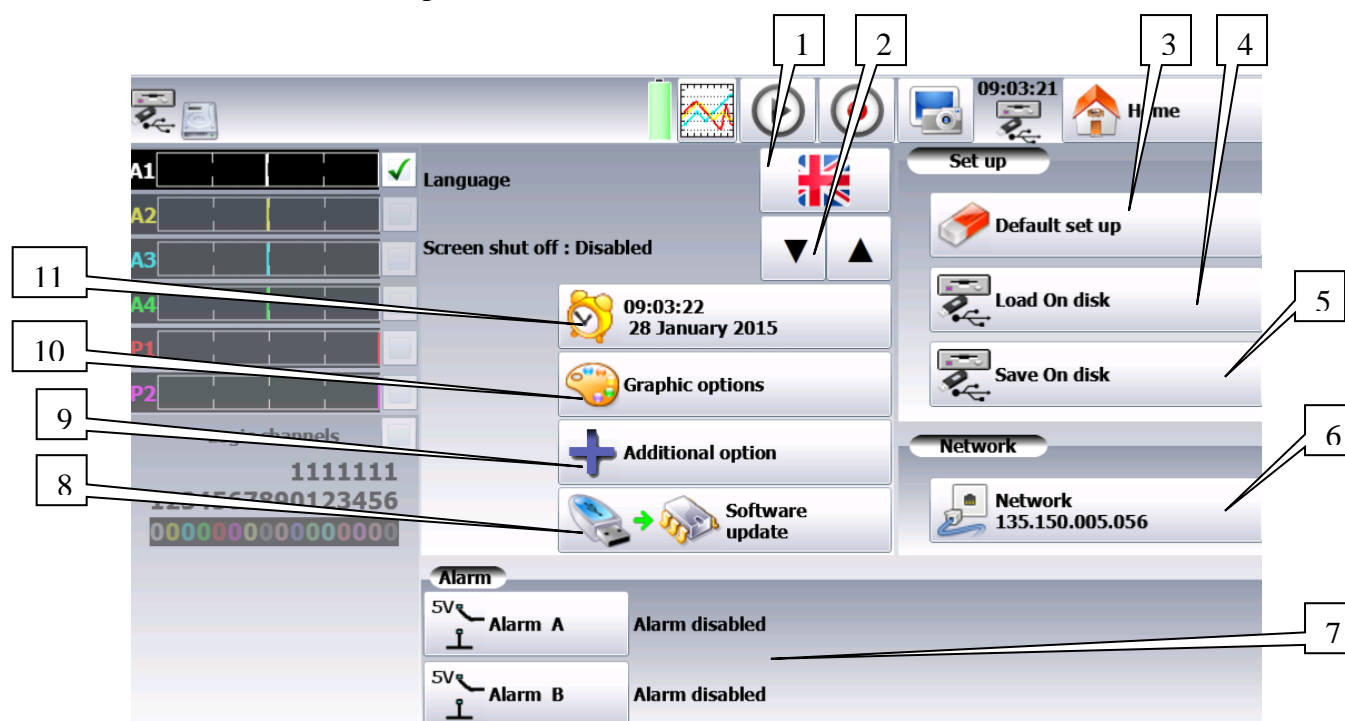 1
2
3
4
09:03:21
Home
A1
Language
Set up
A2
Default set up
Screen shut off : Disabled
A3
11
09:03:22
28 January 2015
Load On disk
5
A4
10
P1
Graphic options
Save On disk
P2
9
Additional option
Network
6
Logic channels
8
1111111
1234567890123456
0000000000000000
Software
update
Network
135.150.005.056
Alarm
5V
Alarm A
Alarm disabled
7
5V
Alarm B
Alarm disabled